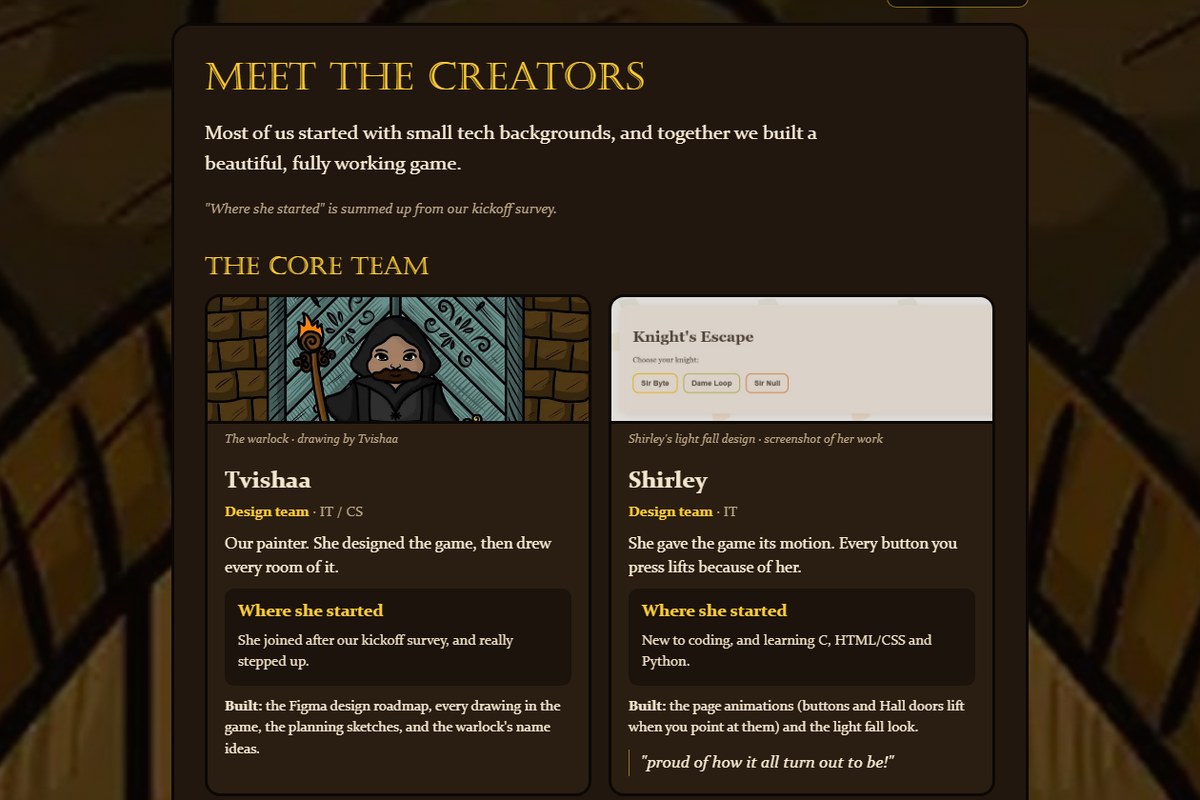 MEET THE CREATORS
Most of us started with small tech backgrounds, and together we built a
beautiful, fully working game.
"Where she started" is summed up from our kickoff survey.
THE CORE TEAM
The warlock · drawing by Tvishaa
Tvishaa
Design team · IT / CS
Our painter. She designed the game, then drew
every room of it.
Where she started
She joined after our kickoff survey, and really
stepped up.
Built: the Figma design roadmap, every drawing in the
game, the planning sketches, and the warlock's name
ideas.
Knight's Escape
Choose your knight:
Sir Byte Dame Loop Sir Null
Shirley's light fall design · screenshot of her work
Shirley
Design team · IT
She gave the game its motion. Every button you
press lifts because of her.
Where she started
New to coding, and learning C, HTML/CSS and
Python.
Built: the page animations (buttons and Hall doors lift
when you point at them) and the light fall look.
"proud of how it all turn out to be!"